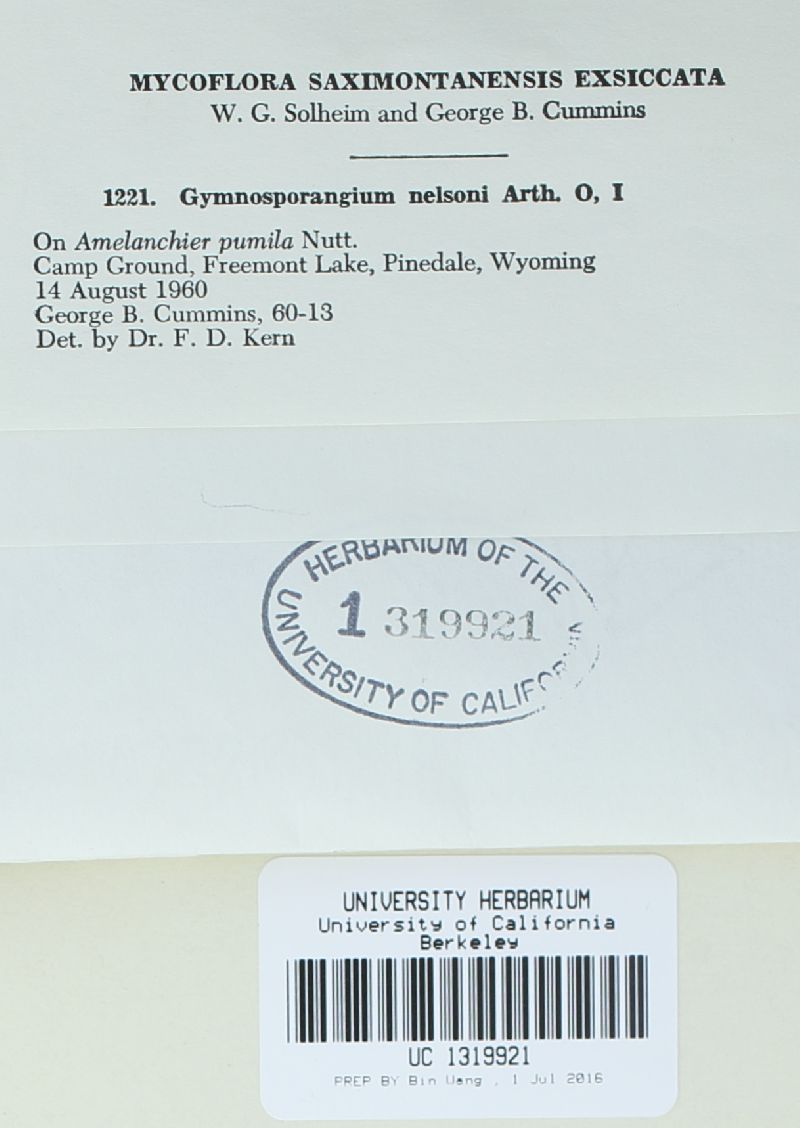 MYCOFLORA SAXIMONTANENSIS EXSICCATA
W. G. Solheim and George B. Cummins
1221. Gymnosporangium nelsoni Arth. O, I
On Amelanchier pumila Nutt.
Camp Ground, Freemont Lake, Pinedale, Wyoming
14 August 1960
George B. Cummins, 60-13
Det. by Dr. F. D. Kern
HERBARIUM OF THE
1 319921
UNIVERSITY OF CALIFORNIA
UNIVERSITY HERBARIUM
University of California
Berkeley
UC 1319921
PREP BY Bin Wang , 1 Jul 2016